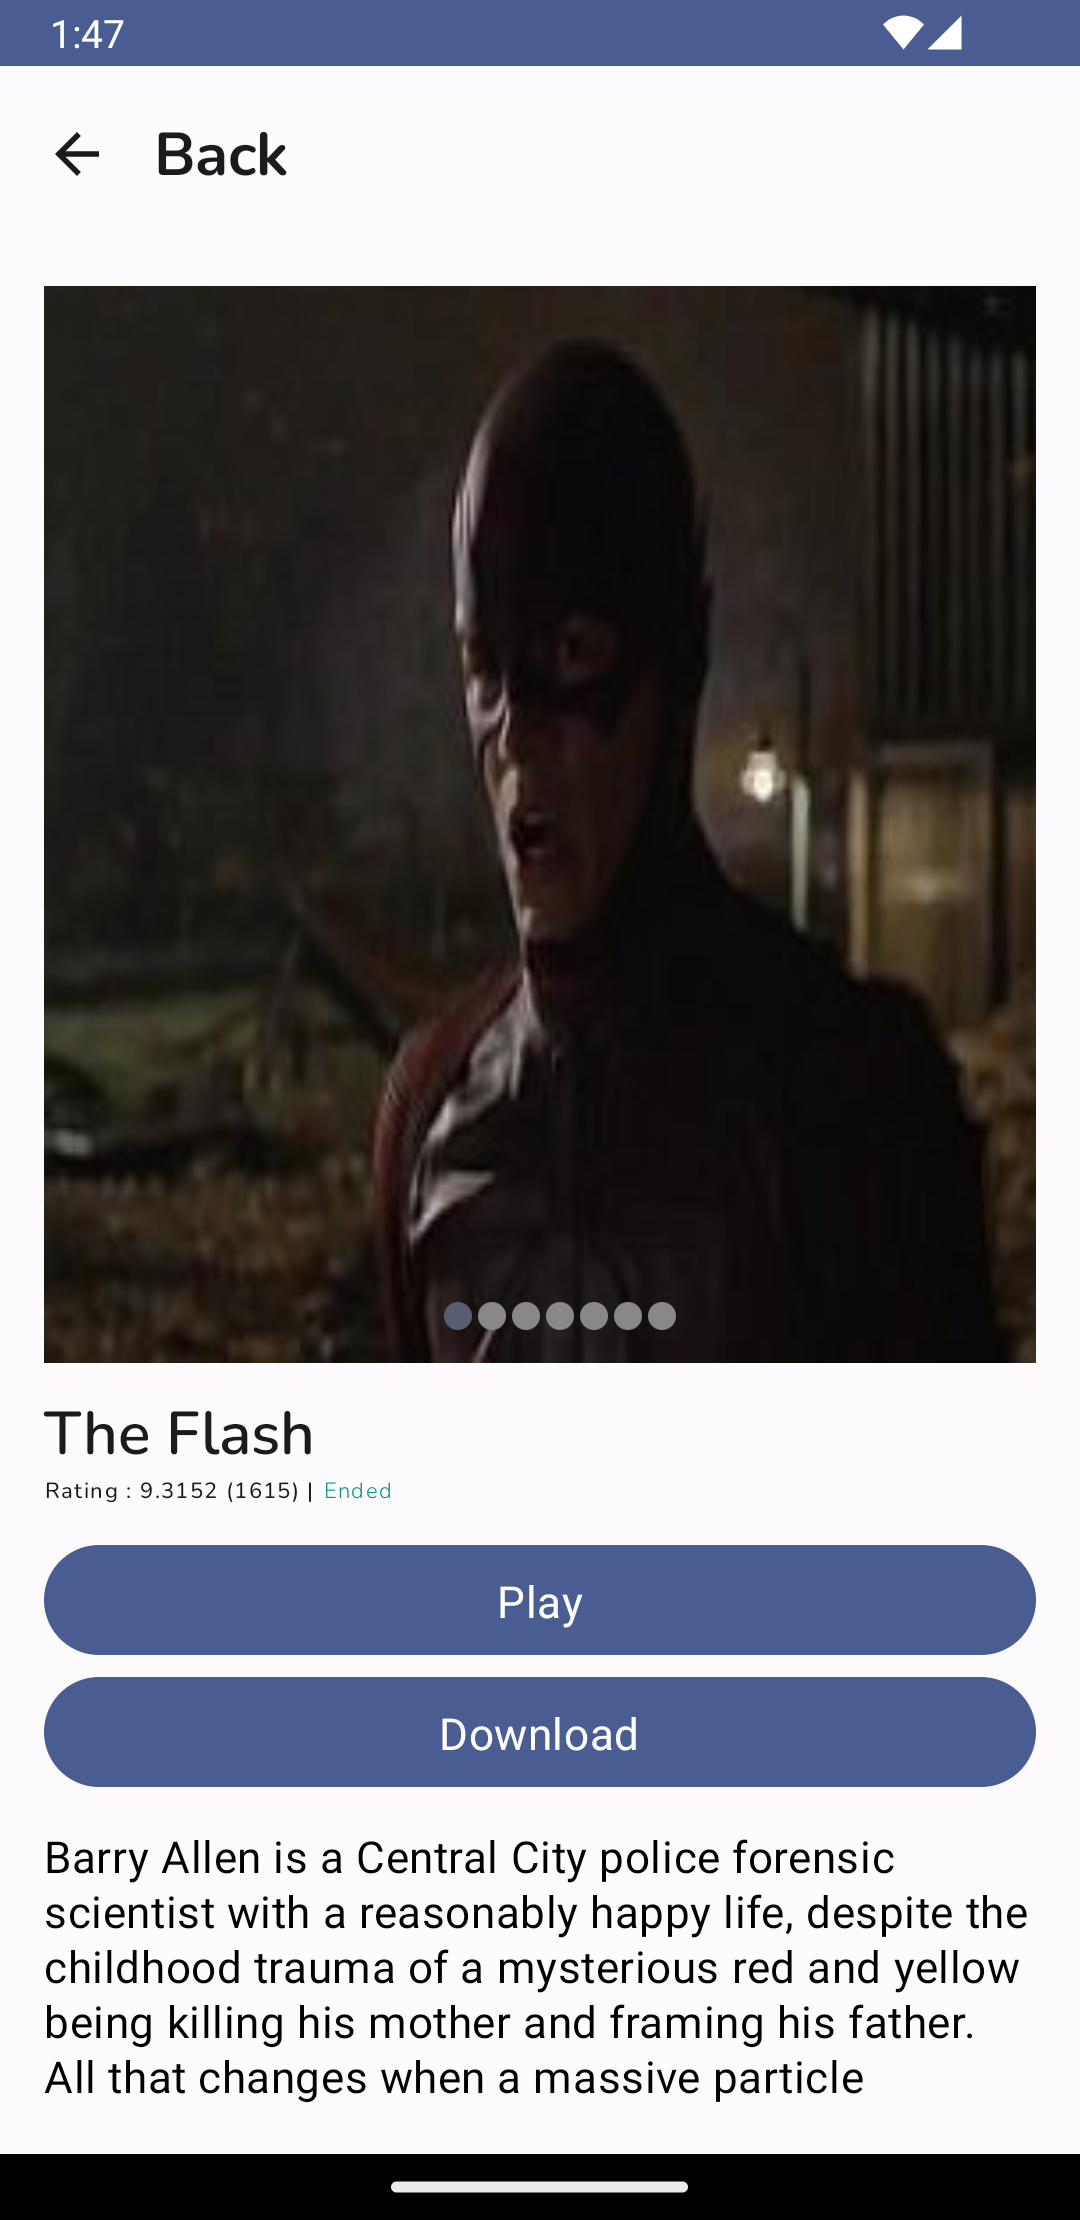 1:47
Back
The Flash
Rating : 9.3152 (1615) | Ended
Play
Download
Barry Allen is a Central City police forensic
scientist with a reasonably happy life, despite the
childhood trauma of a mysterious red and yellow
being killing his mother and framing his father.
All that changes when a massive particle